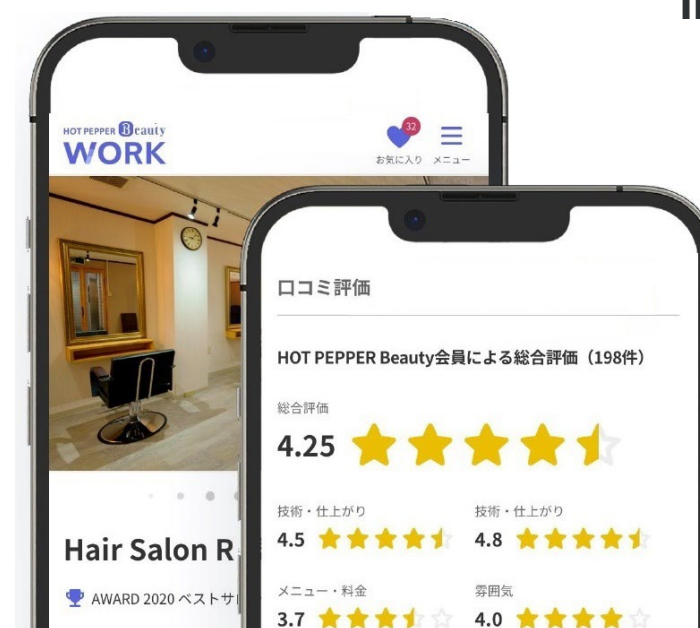 HOT PEPPER Beauty
WORK
32
お気に入り
メニュー
Hair Salon R
AWARD 2020 ベストサ
口コミ評価
HOT PEPPER Beauty会員による総合評価（198件）
総合評価
4.25
技術・仕上がり
4.5
技術・仕上がり
4.8
メニュー・料金
3.7
雰囲気
4.0